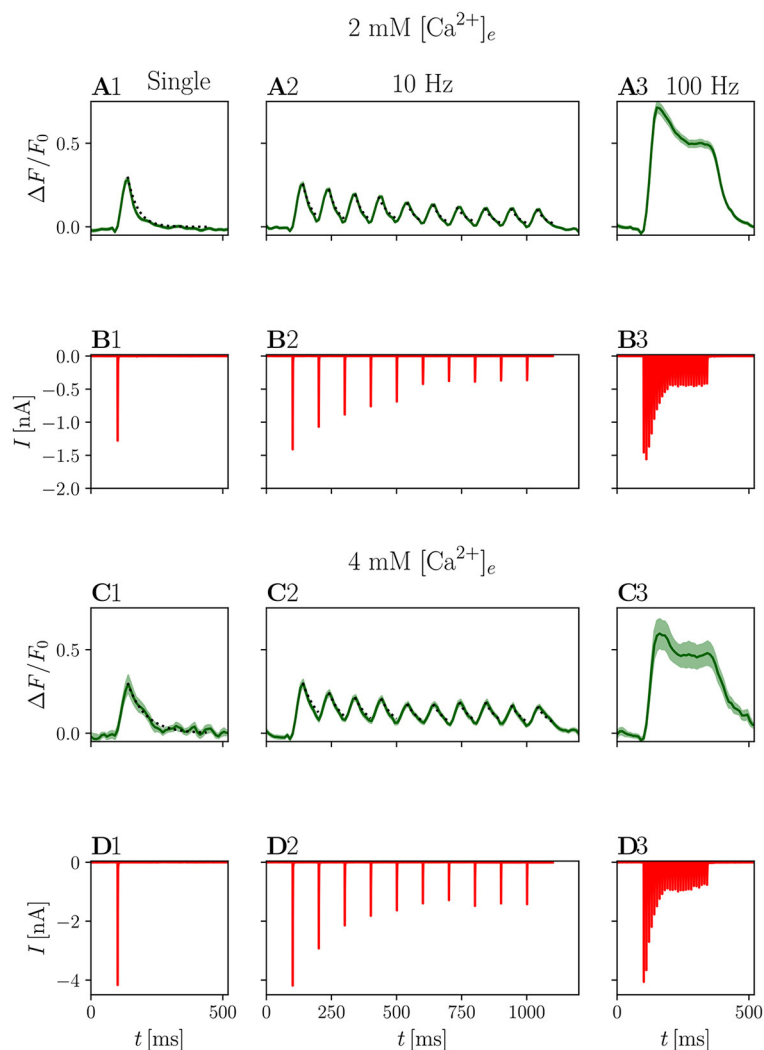 2 mM [Ca²⁺]ₑ
A1 Single A2 10 Hz A3 100 Hz
ΔF/F₀
0.5
0.0
B1 B2 B3
I [nA]
0.0
−0.5
−1.0
−1.5
−2.0
4 mM [Ca²⁺]ₑ
C1 C2 C3
ΔF/F₀
0.5
0.0
D1 D2 D3
I [nA]
0
−2
−4
0 500 0 250 500 750 1000 0 500
t [ms] t [ms] t [ms]